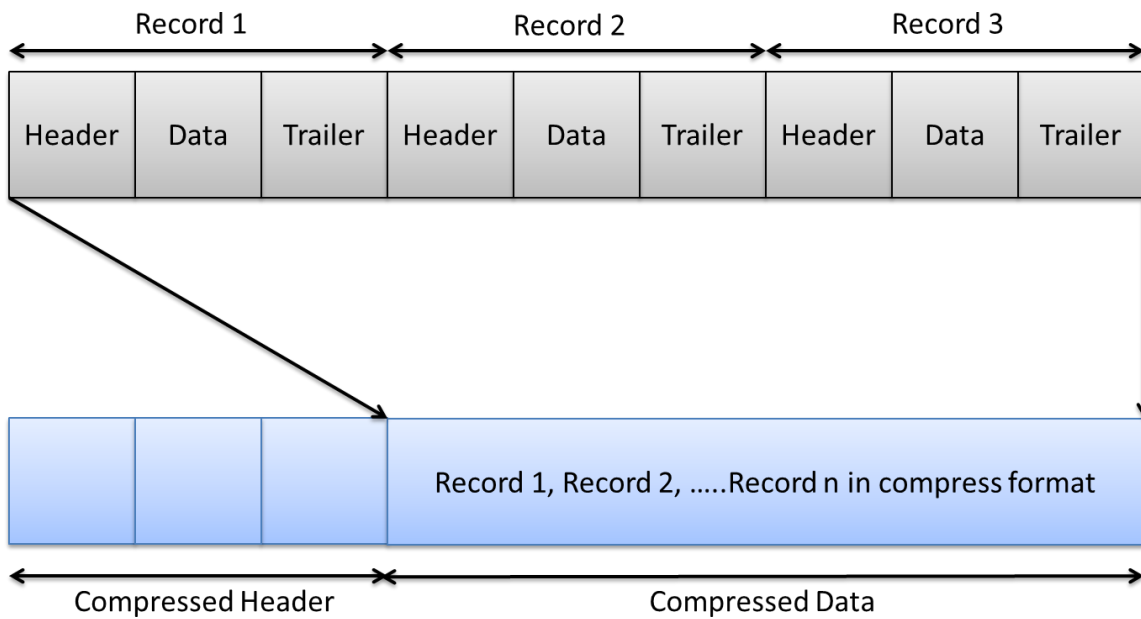 Record 1 Record 2 Record 3
Header Data Trailer Header Data Trailer Header Data Trailer
Record 1, Record 2, .....Record n in compress format
Compressed Header Compressed Data